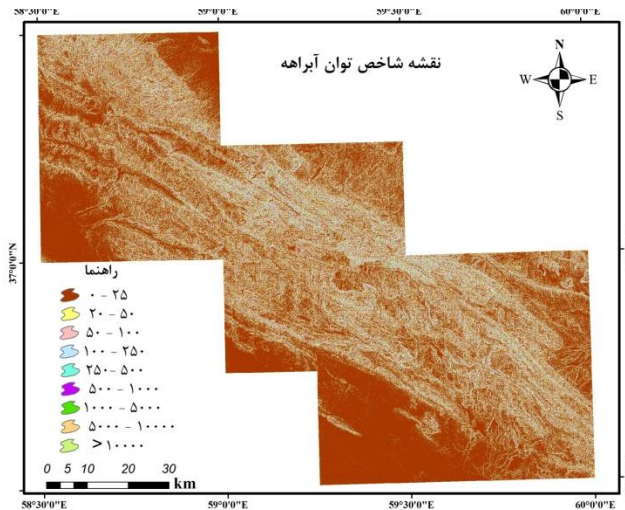 58°30'0"E 59°0'0"E 59°30'0"E 60°0'0"E
نقشه شاخص توان آبراهه
N
W E
S
37°0'0"N
راهنما
۰ - ۲۵
۲۰ - ۵۰
۵۰ - ۱۰۰
۱۰۰ - ۲۵۰
۲۵۰ - ۵۰۰
۵۰۰ - ۱۰۰۰
۱۰۰۰ - ۵۰۰۰
۵۰۰۰ - ۱۰۰۰۰
>۱۰۰۰۰
0 5 10 20 30
km
58°30'0"E 59°0'0"E 59°30'0"E 60°0'0"E